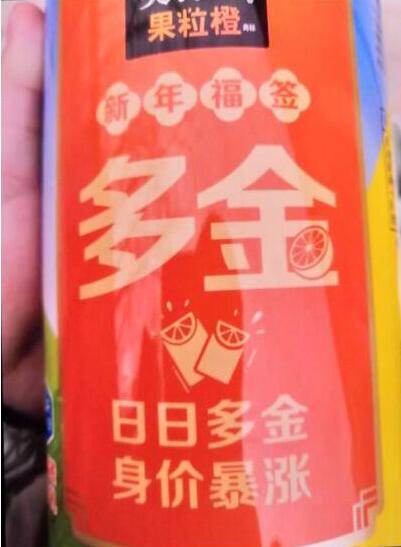 果粒橙
新年福签
多金
日日多金
身价暴涨